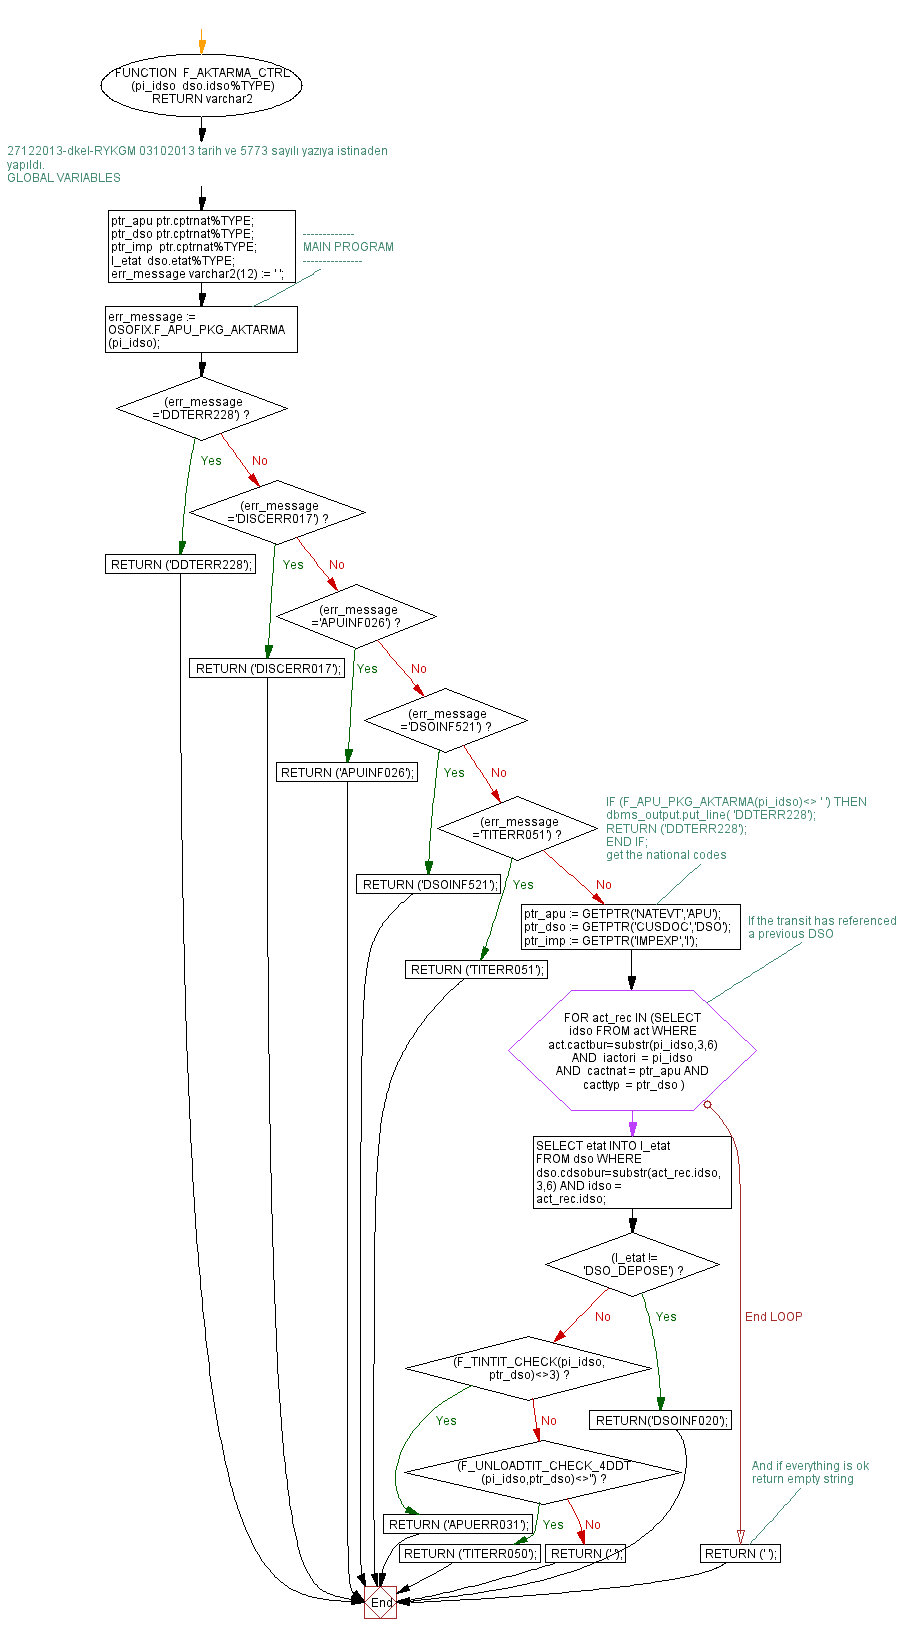 FUNCTION F_AKTARMA_CTRL
(pi_idso dso.idso%TYPE)
RETURN varchar2
27122013-dkel-RYKGM 03102013 tarih ve 5773 sayılı yazıya istinaden
yapıldı.
GLOBAL VARIABLES
ptr_apu ptr.cptrnat%TYPE;
ptr_dso ptr.cptrnat%TYPE;
ptr_imp ptr.cptrnat%TYPE;
l_etat dso.etat%TYPE;
err_message varchar2(12) := ' ';
-------------
MAIN PROGRAM
---------------
err_message :=
OSOFIX.F_APU_PKG_AKTARMA
(pi_idso);
(err_message
='DDTERR228') ?
Yes
No
(err_message
='DISCERR017') ?
RETURN ('DDTERR228');
Yes
No
(err_message
='APUINF026') ?
RETURN ('DISCERR017');
Yes
No
(err_message
='DSOINF521') ?
RETURN ('APUINF026');
Yes
No
(err_message
='TITERR051') ?
IF (F_APU_PKG_AKTARMA(pi_idso)<> ' ') THEN
dbms_output.put_line( 'DDTERR228');
RETURN ('DDTERR228');
END IF;
get the national codes
RETURN ('DSOINF521');
Yes
No
ptr_apu := GETPTR('NATEVT','APU');
ptr_dso := GETPTR('CUSDOC','DSO');
ptr_imp := GETPTR('IMPEXP','I');
If the transit has referenced
a previous DSO
RETURN ('TITERR051');
FOR act_rec IN (SELECT
idso FROM act WHERE
act.cactbur=substr(pi_idso,3,6)
AND iactori = pi_idso
AND cactnat = ptr_apu AND
cacttyp = ptr_dso )
SELECT etat INTO l_etat
FROM dso WHERE
dso.cdsobur=substr(act_rec.idso,
3,6) AND idso =
act_rec.idso;
(l_etat !=
'DSO_DEPOSE') ?
No
Yes
End LOOP
(F_TINTIT_CHECK(pi_idso,
ptr_dso)<>3) ?
Yes
No
RETURN('DSOINF020');
(F_UNLOADTIT_CHECK_4DDT
(pi_idso,ptr_dso)<>'') ?
And if everything is ok
return empty string
RETURN ('APUERR031');
Yes
No
RETURN ('TITERR050');
RETURN (' ');
RETURN (' ');
End